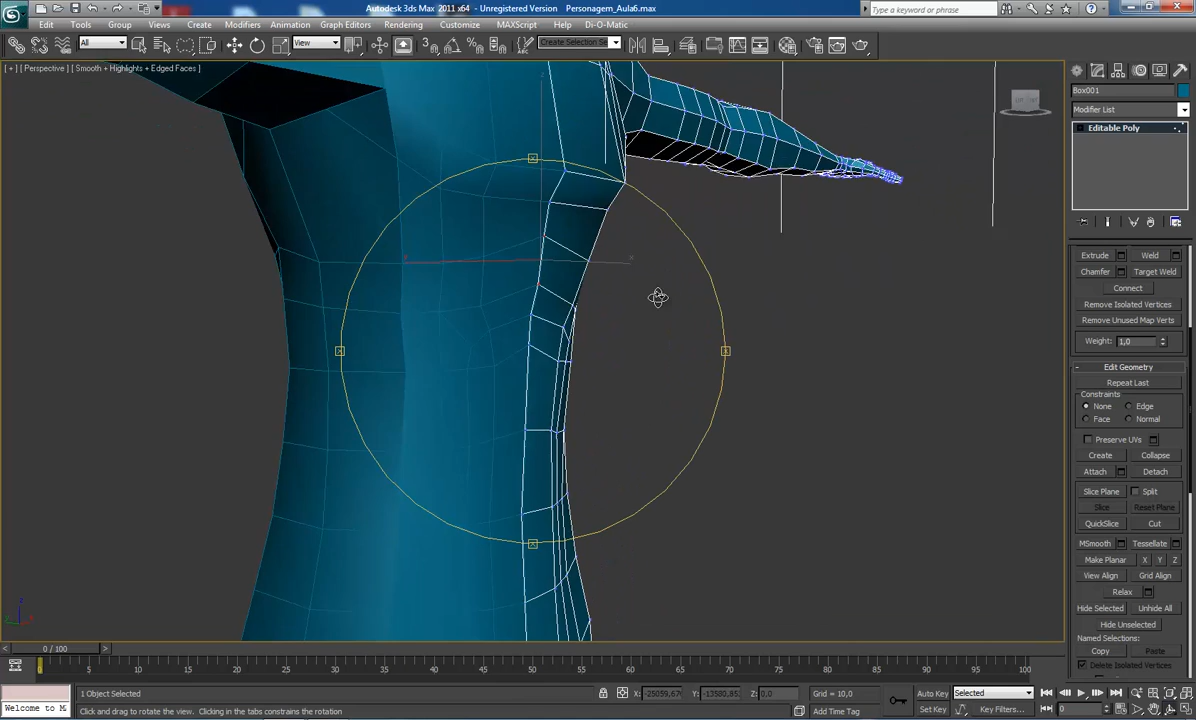 Autodesk 3ds Max 2011 x64 - Unregistered Version Personagem_Aula6.max
Type a keyword or phrase
Edit Tools Group Views Create Modifiers Animation Graph Editors Rendering Customize MAXScript Help Di-O-Matic
All
View
Create Selection Se
[ + ] [ Perspective ] [ Smooth + Highlights + Edged Faces ]
Box001
Modifier List
Editable Poly
Extrude Weld
Chamfer Target Weld
Connect
Remove Isolated Vertices
Remove Unused Map Verts
Weight: 1,0
- Edit Geometry
Repeat Last
Constraints
None Edge
Face Normal
Preserve UVs
Create Collapse
Attach Detach
Slice Plane Split
Slice Reset Plane
QuickSlice Cut
MSmooth Tessellate
Make Planar X Y Z
View Align Grid Align
Relax
Hide Selected Unhide All
Hide Unselected
Named Selections:
Copy Paste
Delete Isolated Vertices
< 0 / 100 >
0 5 10 15 20 25 30 35 40 45 50 55 60 65 70 75 80 85 90 95 100
1 Object Selected
X: -25059,67 Y: -13580,85 Z: 0,0
Grid = 10,0
Auto Key Selected
Welcome to M
Click and drag to rotate the view. Clicking in the tabs constrains the rotation
Add Time Tag
Set Key
Key Filters...
0